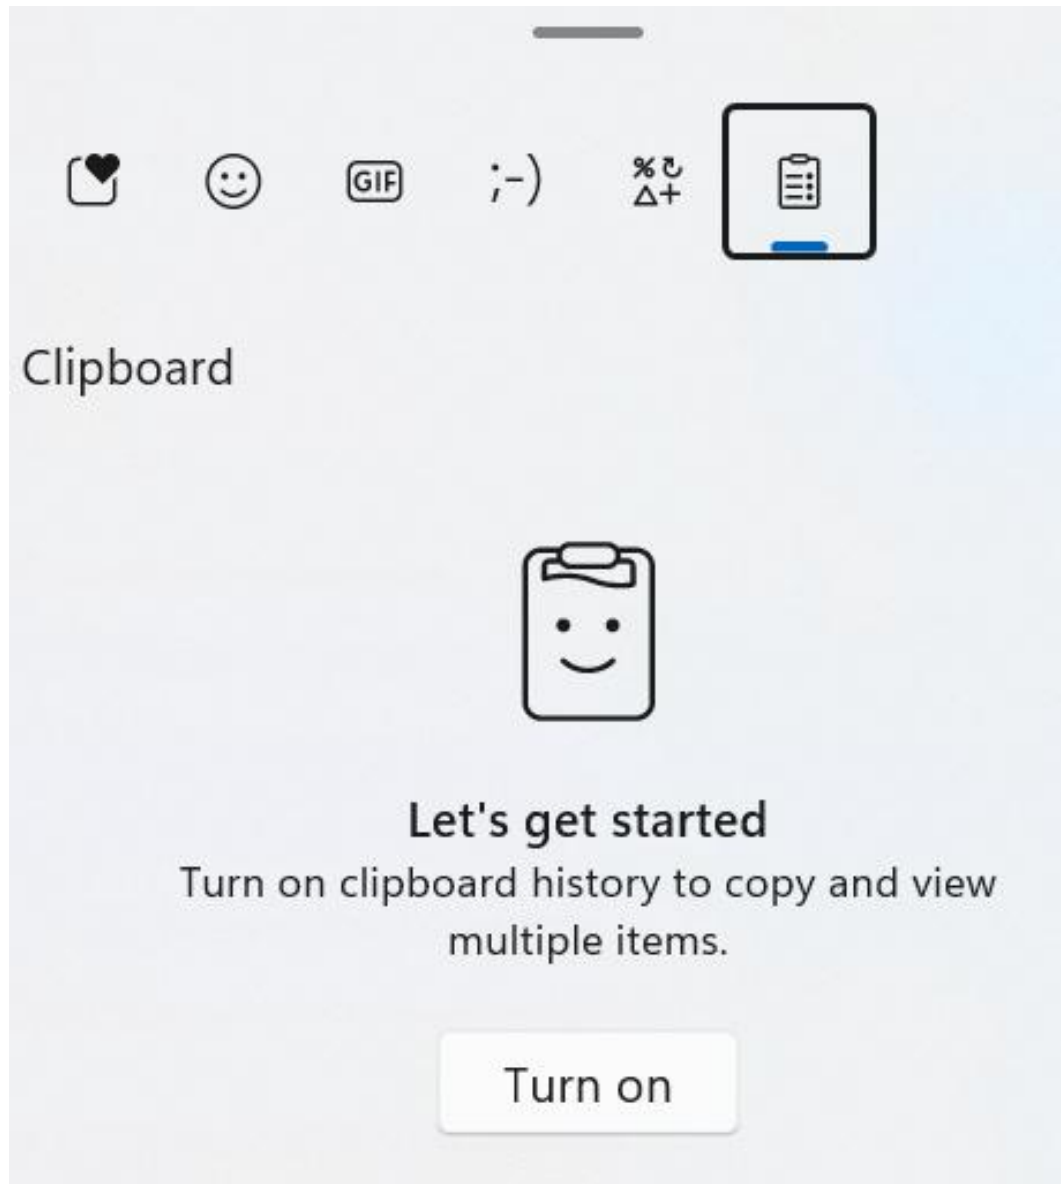 GIF
;-)
Clipboard
Let's get started
Turn on clipboard history to copy and view
multiple items.
Turn on